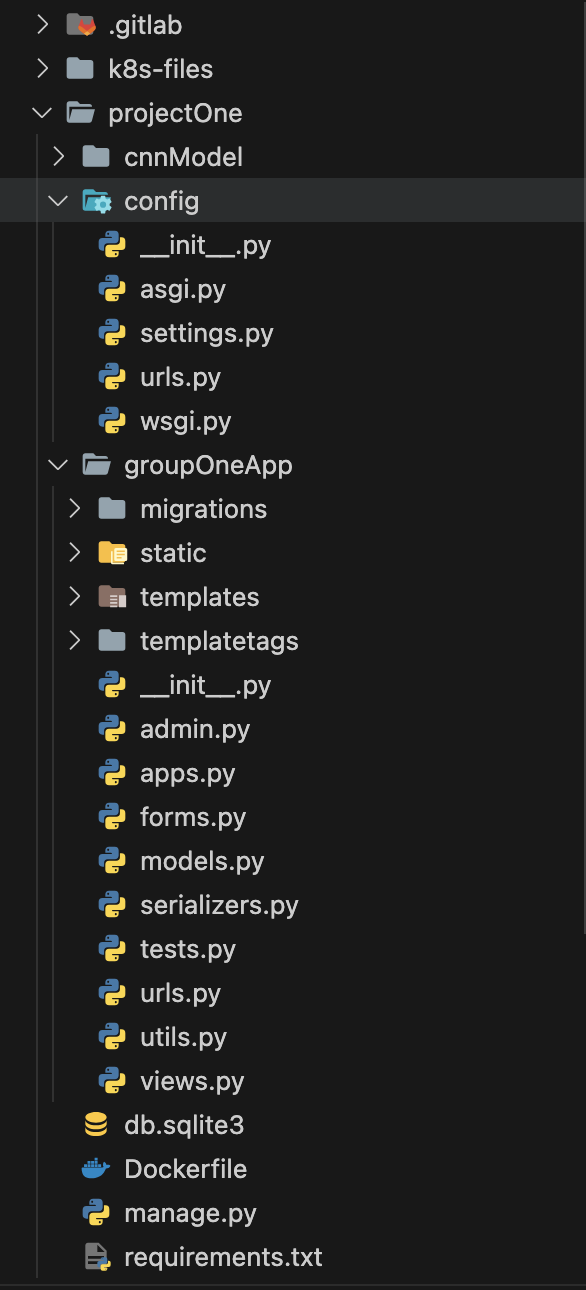 .gitlab
k8s-files
projectOne
cnnModel
config
__init__.py
asgi.py
settings.py
urls.py
wsgi.py
groupOneApp
migrations
static
templates
templatetags
__init__.py
admin.py
apps.py
forms.py
models.py
serializers.py
tests.py
urls.py
utils.py
views.py
db.sqlite3
Dockerfile
manage.py
requirements.txt